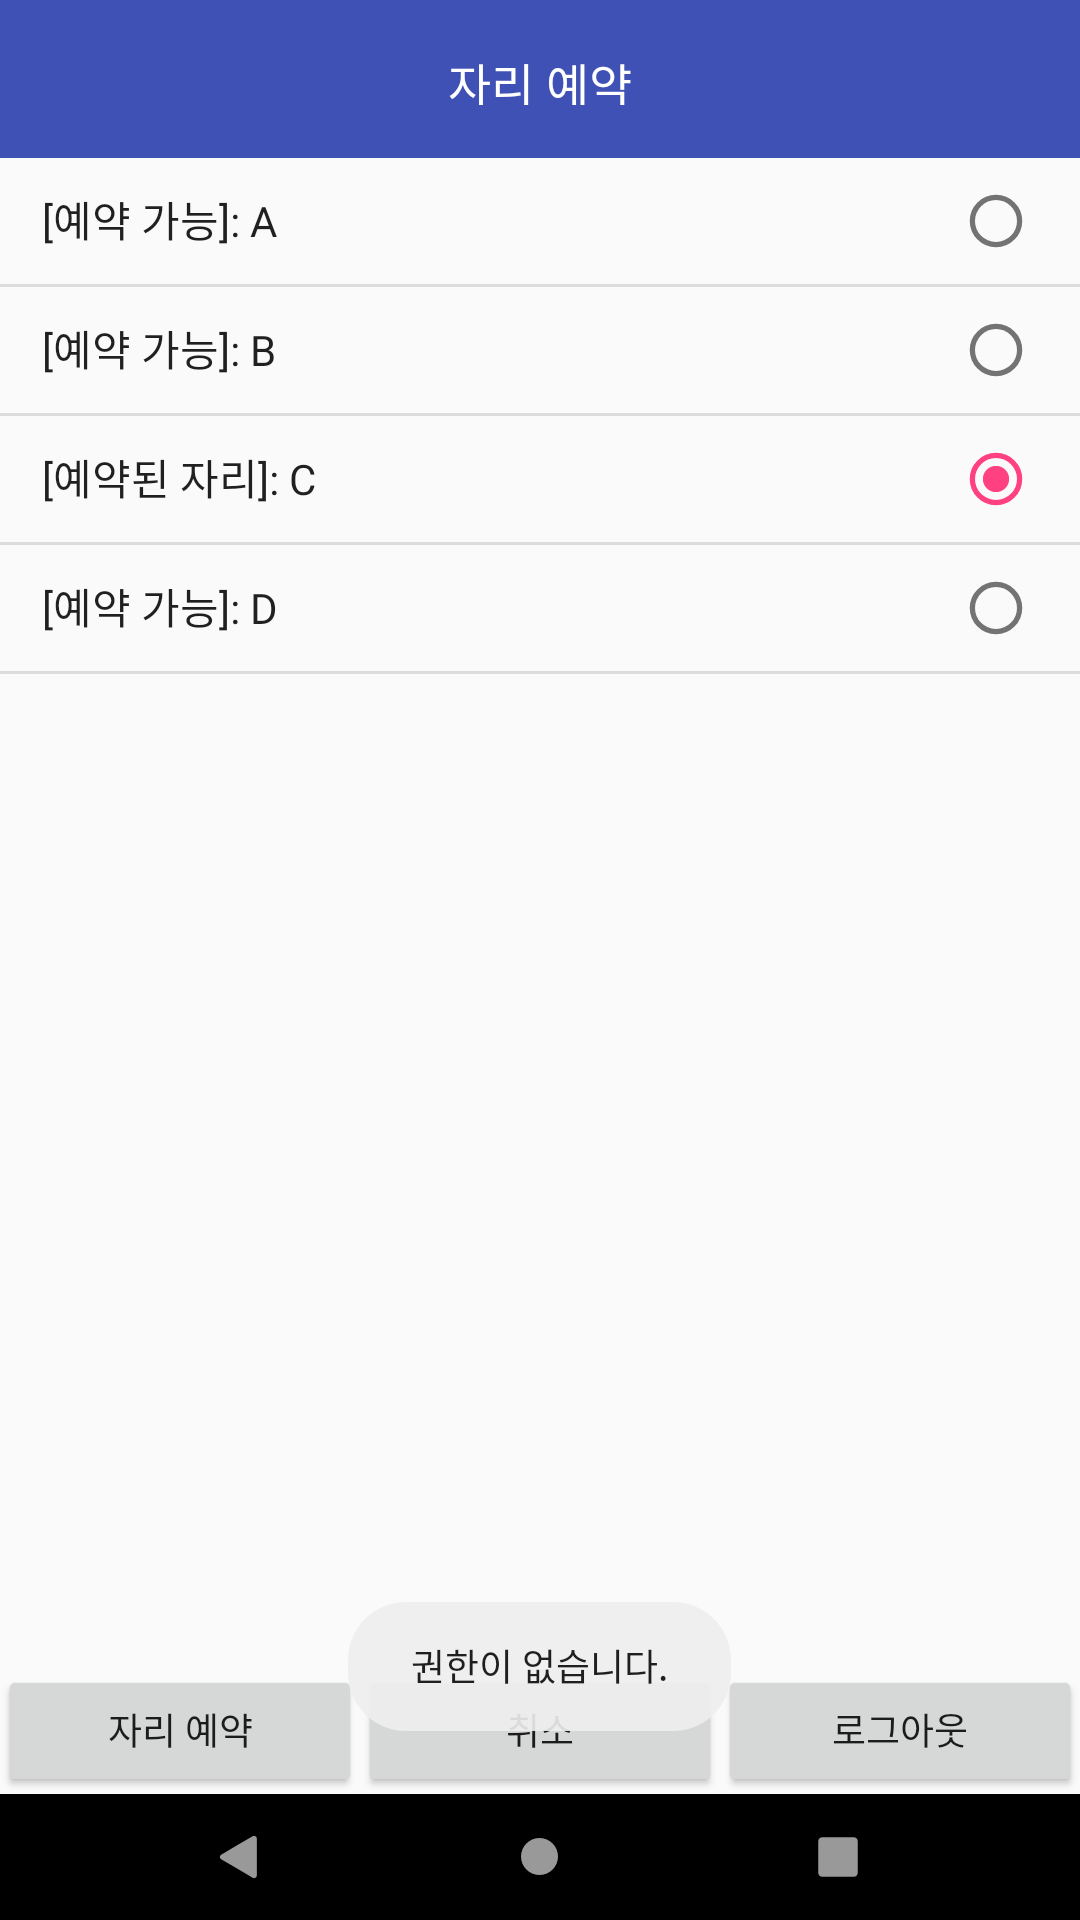 자리 예약
[예약 가능]: A
[예약 가능]: B
[예약된 자리]: C
[예약 가능]: D
권한이 없습니다.
자리 예약
취소
로그아웃